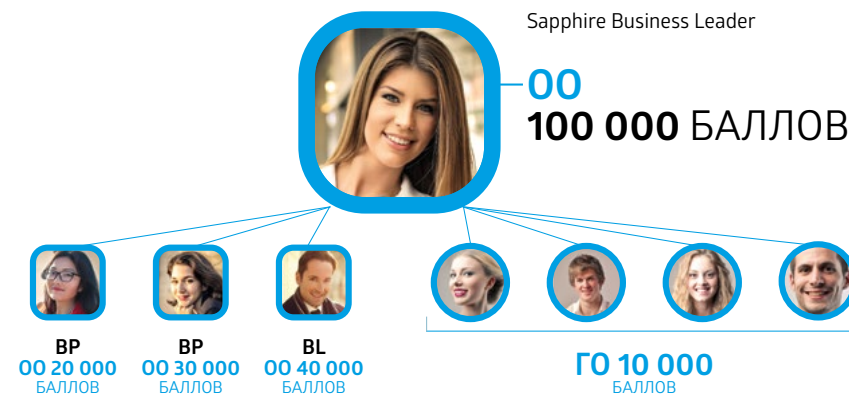 Sapphire Business Leader
ОО
100 000 БАЛЛОВ
BP
ОО 20 000
БАЛЛОВ
BP
ОО 30 000
БАЛЛОВ
BL
ОО 40 000
БАЛЛОВ
ГО 10 000
БАЛЛОВ